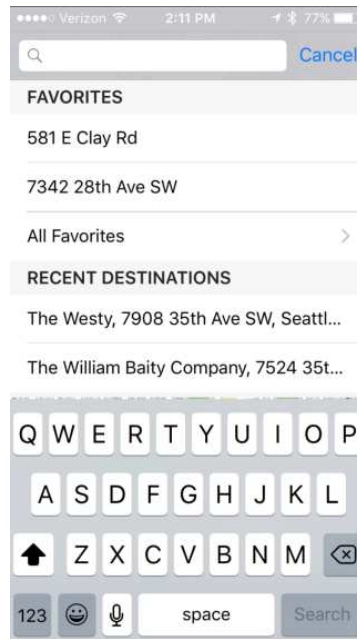 Verizon 2:11 PM 77%
Cancel
FAVORITES
581 E Clay Rd
7342 28th Ave SW
All Favorites
RECENT DESTINATIONS
The Westy, 7908 35th Ave SW, Seattl...
The William Baity Company, 7524 35t...
Q W E R T Y U I O P
A S D F G H J K L
Z X C V B N M
123 space Search